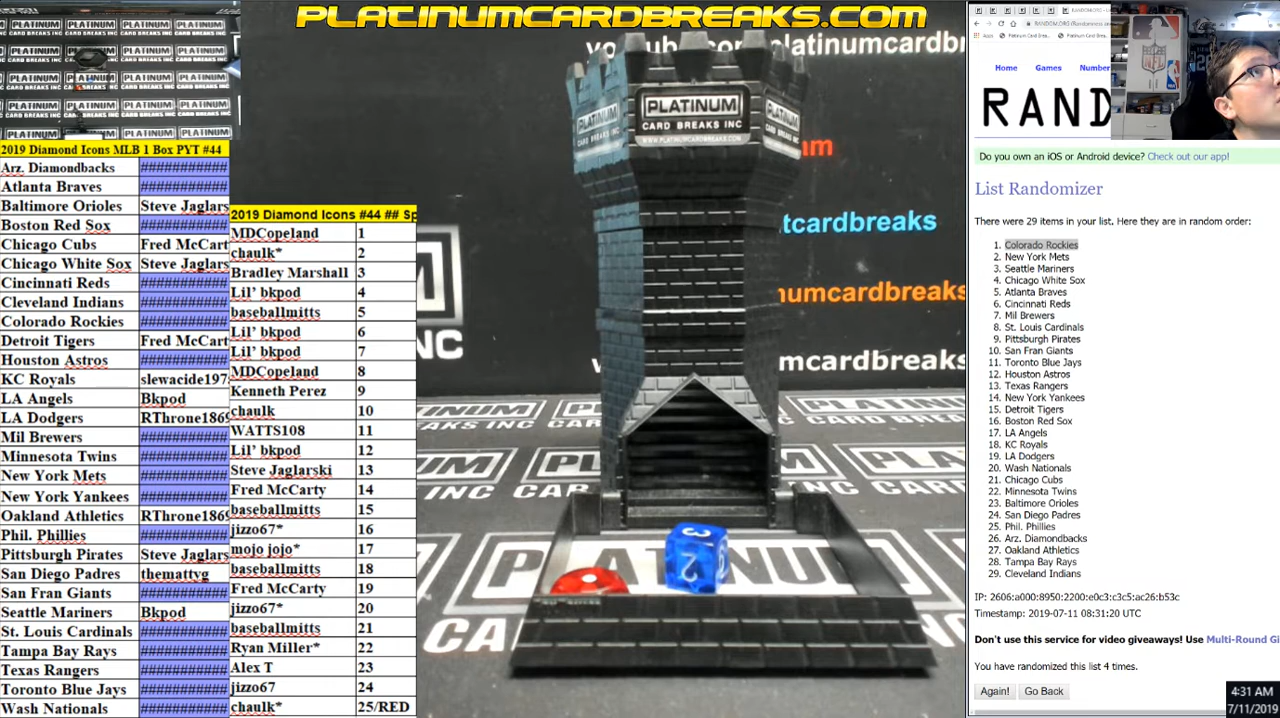 PLATINUMCARDBREAKS.COM
2019 Diamond Icons MLB 1 Box PYT #44
Arz. Diamondbacks ###########
Atlanta Braves ###########
Baltimore Orioles Steve Jaglars
Boston Red Sox ###########
Chicago Cubs Fred McCart
Chicago White Sox Steve Jaglars
Cincinnati Reds ###########
Cleveland Indians ###########
Colorado Rockies ###########
Detroit Tigers Fred McCart
Houston Astros ###########
KC Royals slewacide197
LA Angels Bkpod
LA Dodgers RThrone1869
Mil Brewers ###########
Minnesota Twins ###########
New York Mets ###########
New York Yankees ###########
Oakland Athletics RThrone1869
Phil. Phillies ###########
Pittsburgh Pirates Steve Jaglars
San Diego Padres themattyg
San Fran Giants ###########
Seattle Mariners Bkpod
St. Louis Cardinals ###########
Tampa Bay Rays ###########
Texas Rangers ###########
Toronto Blue Jays ###########
Wash Nationals ###########
2019 Diamond Icons #44 ## Sp
MDCopeland 1
chaulk* 2
Bradley Marshall 3
Lil’ bkpod 4
baseballmitts 5
Lil’ bkpod 6
Lil’ bkpod 7
MDCopeland 8
Kenneth Perez 9
chaulk 10
WATTS108 11
Lil’ bkpod 12
Steve Jaglarski 13
Fred McCarty 14
baseballmitts 15
jizzo67* 16
mojo jojo* 17
baseballmitts 18
Fred McCarty 19
jizzo67* 20
baseballmitts 21
Ryan Miller* 22
Alex T 23
jizzo67 24
chaulk* 25/RED
PLATINUM
CARD BREAKS INC
WWW.PLATINUMCARDBREAKS.COM
Home Games Number
RAND
Do you own an iOS or Android device? Check out our app!
List Randomizer
There were 29 items in your list. Here they are in random order:
1. Colorado Rockies
2. New York Mets
3. Seattle Mariners
4. Chicago White Sox
5. Atlanta Braves
6. Cincinnati Reds
7. Mil Brewers
8. St. Louis Cardinals
9. Pittsburgh Pirates
10. San Fran Giants
11. Toronto Blue Jays
12. Houston Astros
13. Texas Rangers
14. New York Yankees
15. Detroit Tigers
16. Boston Red Sox
17. LA Angels
18. KC Royals
19. LA Dodgers
20. Wash Nationals
21. Chicago Cubs
22. Minnesota Twins
23. Baltimore Orioles
24. San Diego Padres
25. Phil. Phillies
26. Arz. Diamondbacks
27. Oakland Athletics
28. Tampa Bay Rays
29. Cleveland Indians
IP: 2606:a000:8950:2200:e0c3:c3c5:ac26:b53c
Timestamp: 2019-07-11 08:31:20 UTC
Don't use this service for video giveaways! Use Multi-Round Gi
You have randomized this list 4 times.
Again! Go Back
4:31 AM
7/11/2019